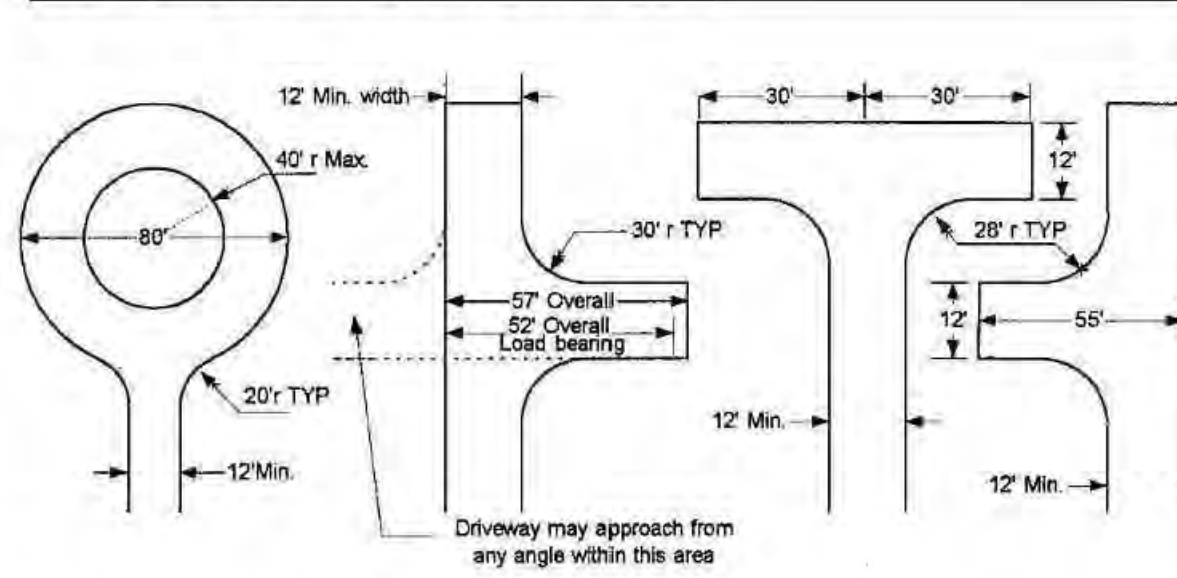 12' Min. width
30'
30'
40' r Max.
12'
80'
30' r TYP
28' r TYP
57' Overall
52' Overall
Load bearing
12'
55'
20'r TYP
12' Min.
12'Min.
12' Min.
Driveway may approach from
any angle within this area